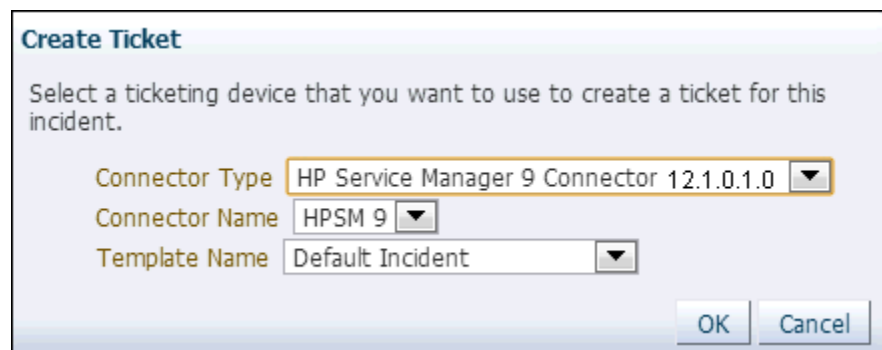 Create Ticket
Select a ticketing device that you want to use to create a ticket for this
incident.
Connector Type HP Service Manager 9 Connector 12.1.0.1.0
Connector Name HPSM 9
Template Name Default Incident
OK Cancel